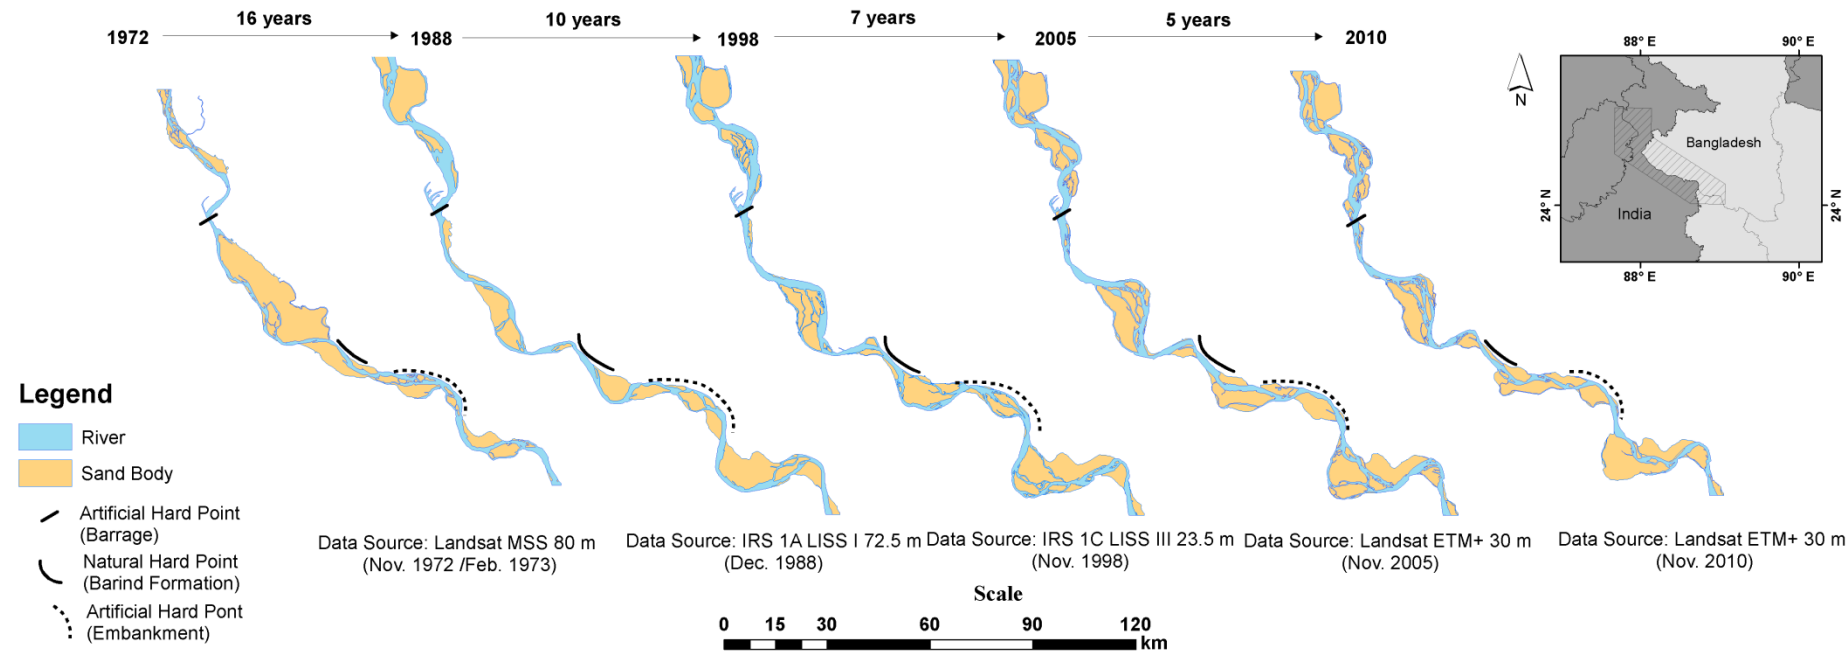 16 years
10 years
7 years
5 years
1972
1988
1998
2005
2010
88° E
90° E
N
Bangladesh
India
24° N
24° N
88° E
90° E
Legend
River
Sand Body
Artificial Hard Point
(Barrage)
Natural Hard Point
(Barind Formation)
Artificial Hard Pont
(Embankment)
Data Source: Landsat MSS 80 m
(Nov. 1972 /Feb. 1973)
Data Source: IRS 1A LISS I 72.5 m
(Dec. 1988)
Data Source: IRS 1C LISS III 23.5 m
(Nov. 1998)
Data Source: Landsat ETM+ 30 m
(Nov. 2005)
Data Source: Landsat ETM+ 30 m
(Nov. 2010)
Scale
0 15 30 60 90 120
km